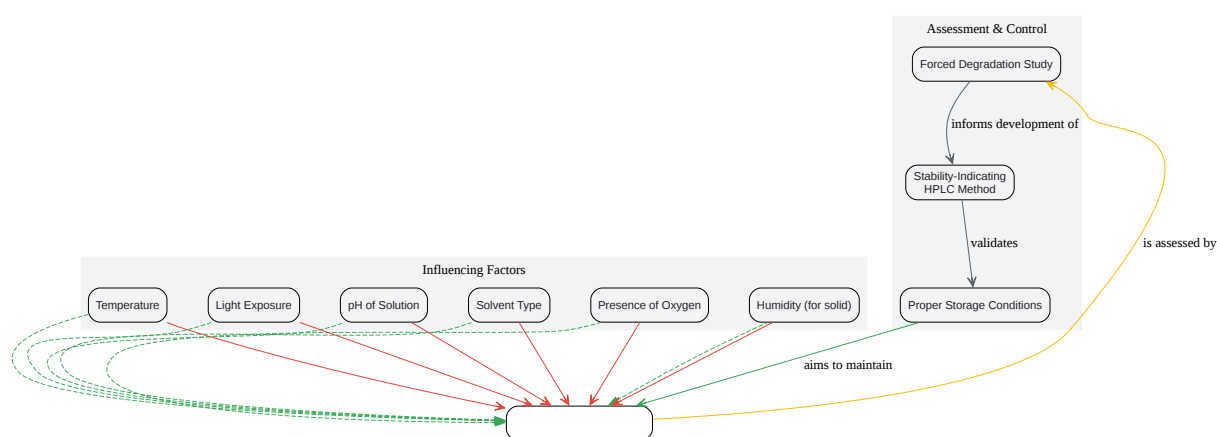 Assessment & Control
Forced Degradation Study
informs development of
Stability-Indicating
HPLC Method
validates
is assessed by
Influencing Factors
Temperature
Light Exposure
pH of Solution
Solvent Type
Presence of Oxygen
Humidity (for solid)
Proper Storage Conditions
aims to maintain